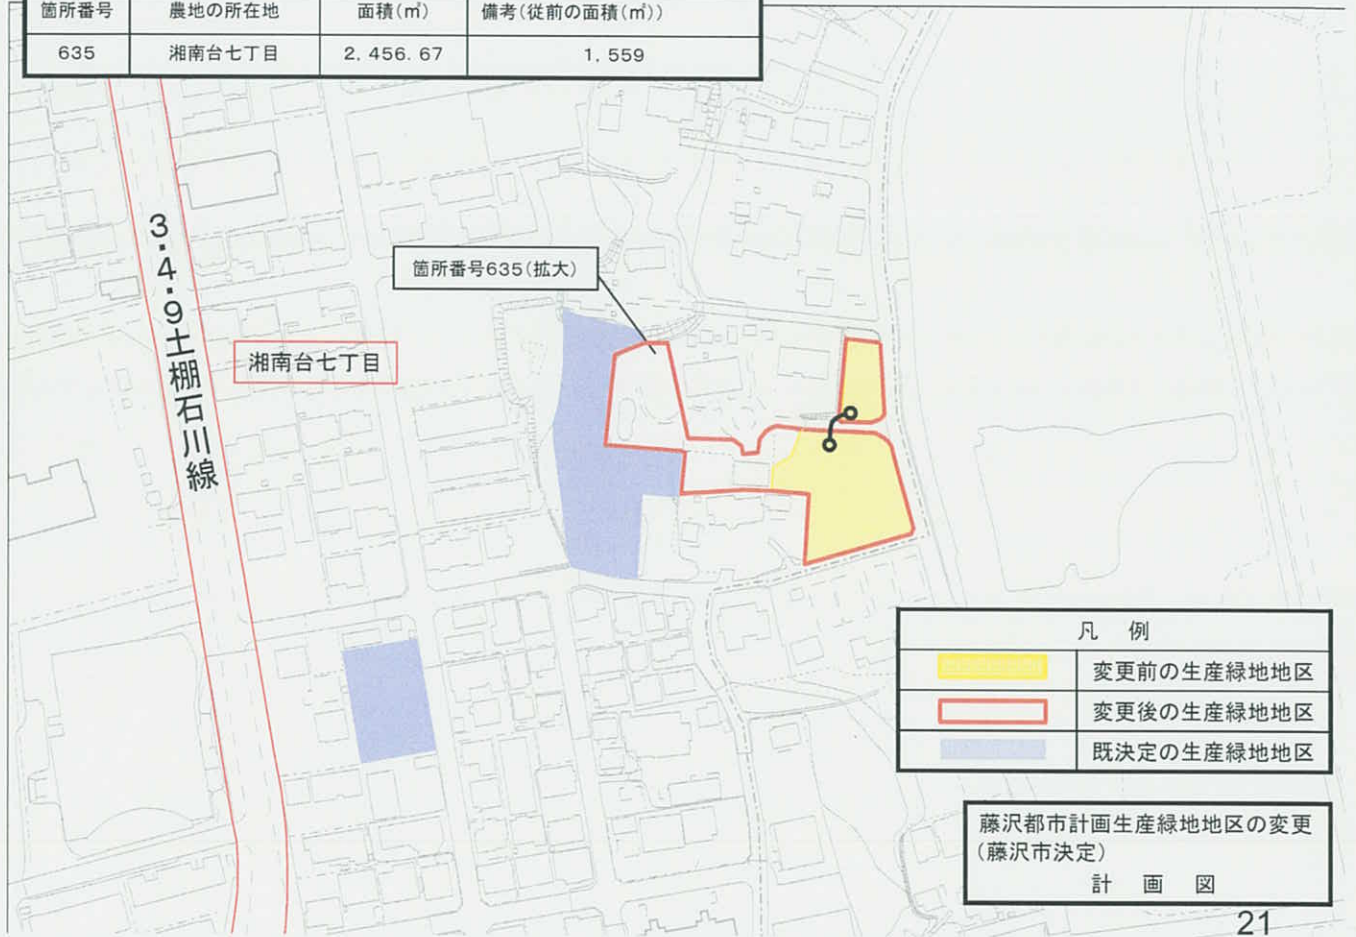 箇所番号 農地の所在地 面積(㎡) 備考(従前の面積(㎡))
635 湘南台七丁目 2. 456. 67 1. 559
3・4・9土棚石川線
箇所番号635(拡大)
湘南台七丁目
凡 例
変更前の生産緑地地区
変更後の生産緑地地区
既決定の生産緑地地区
藤沢都市計画生産緑地地区の変更
(藤沢市決定)
計 画 図
21